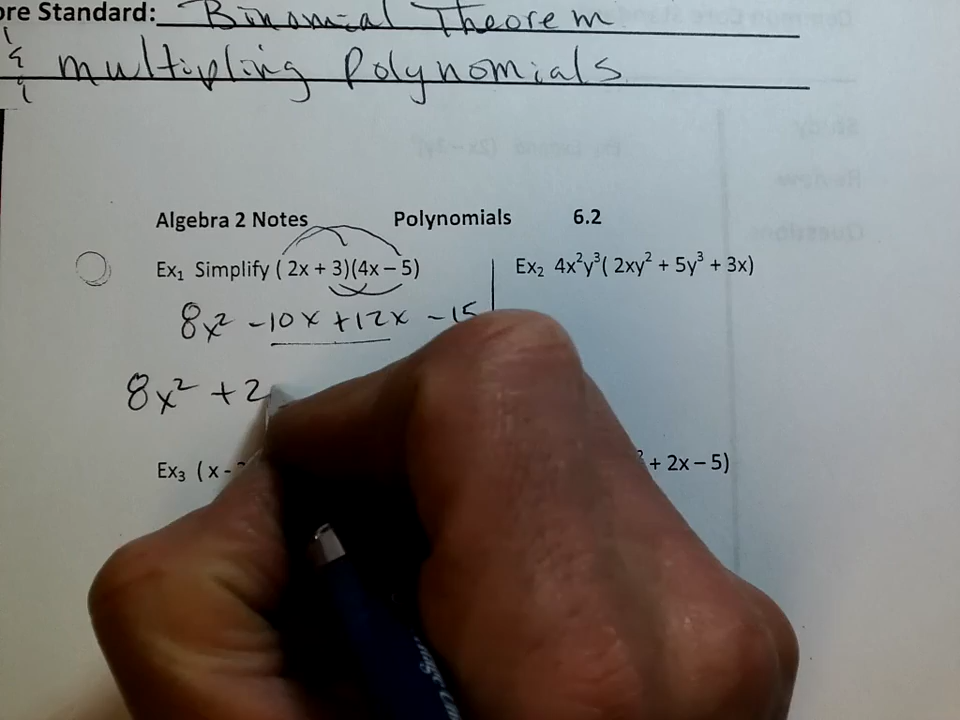 ore Standard: Binomial Theorem
& multipling Polynomials
Algebra 2 Notes Polynomials 6.2
Ex₁ Simplify ( 2x + 3)(4x – 5)
Ex₂ 4x²y³( 2xy² + 5y³ + 3x)
8x² -10x +12x -15
8x² +2
Ex₃ (x -
+ 2x – 5)